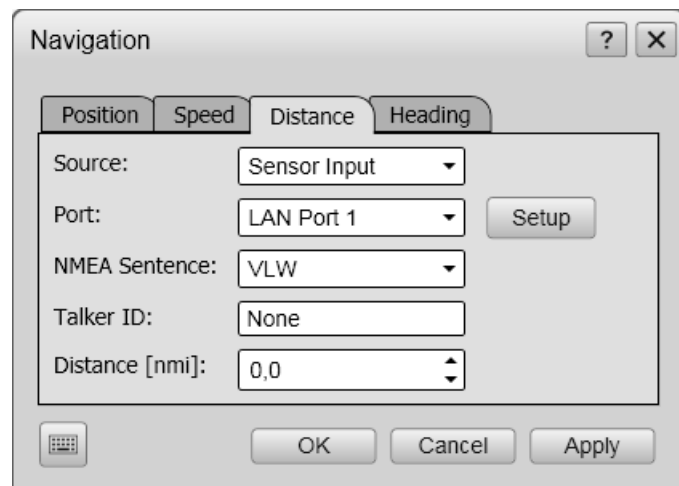 Navigation ? X
Position Speed Distance Heading
Source: Sensor Input
Port: LAN Port 1 Setup
NMEA Sentence: VLW
Talker ID: None
Distance [nmi]: 0,0
OK Cancel Apply